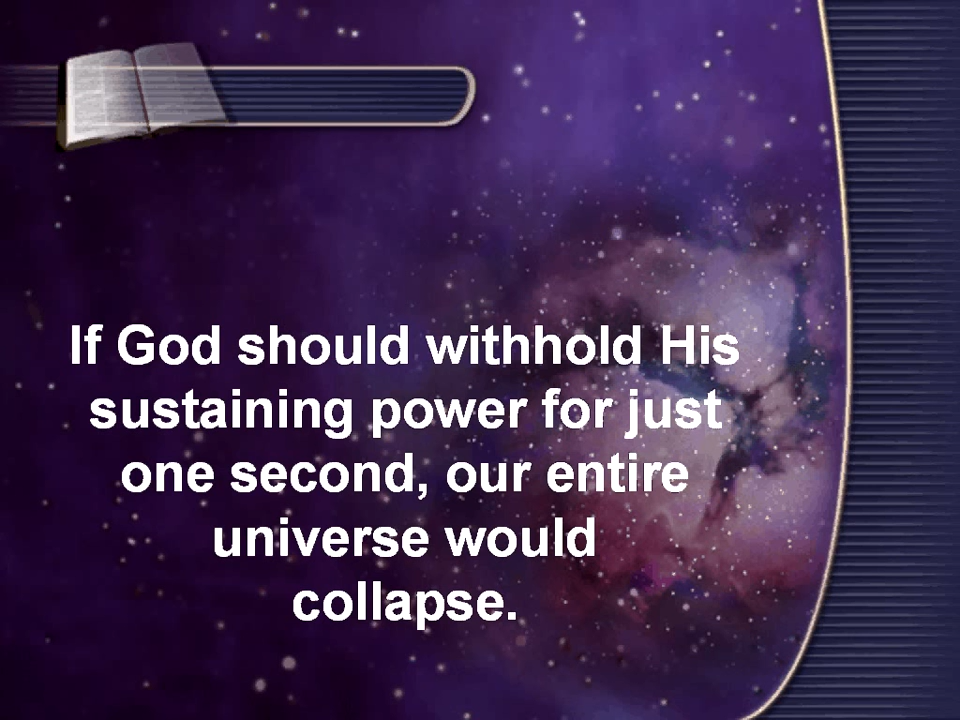 If God should withhold His
sustaining power for just
one second, our entire
universe would
collapse.